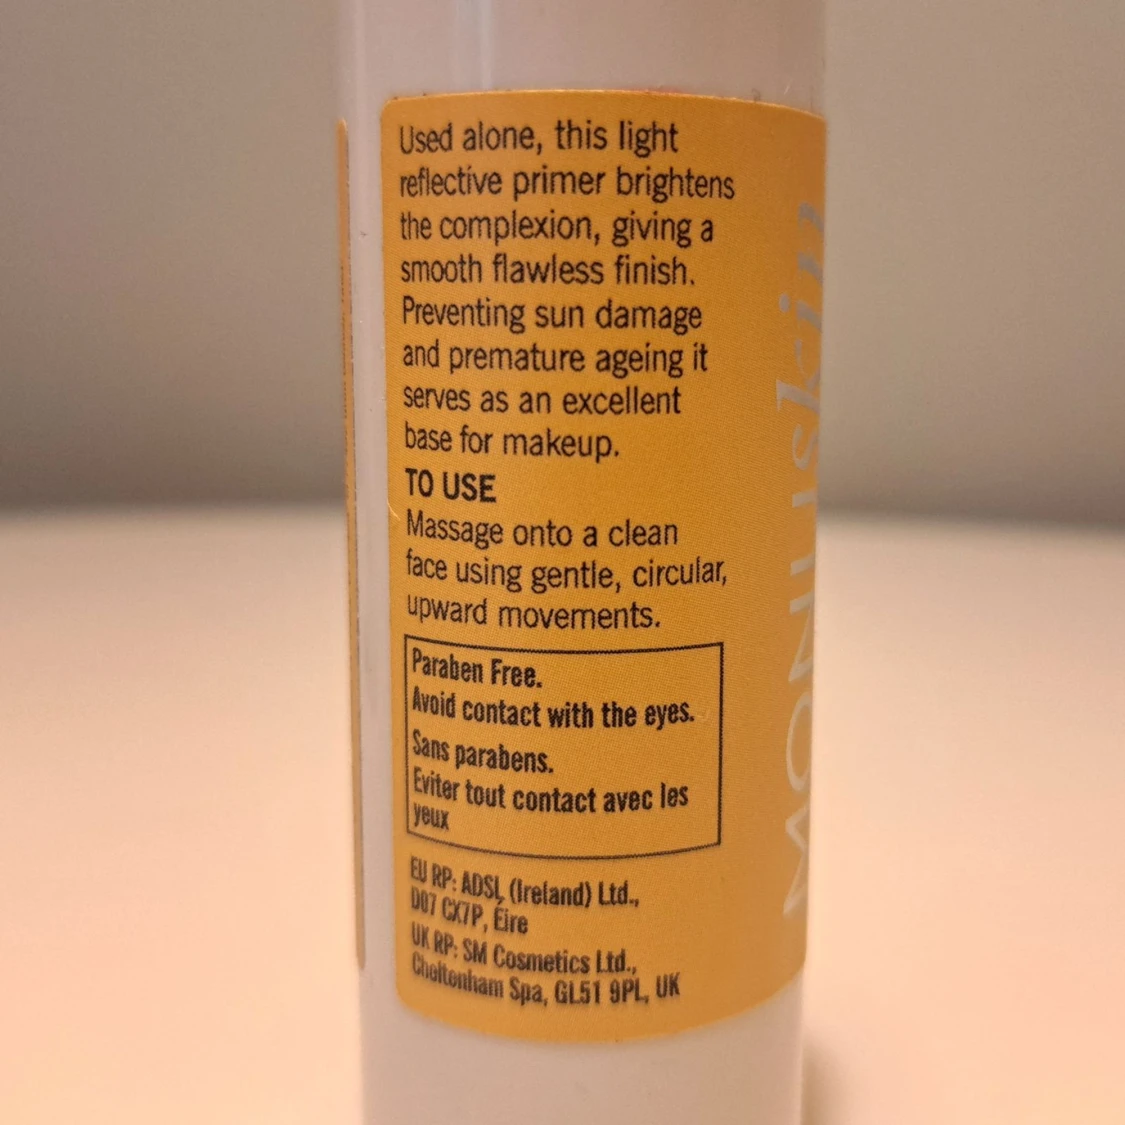 Used alone, this light
reflective primer brightens
the complexion, giving a
smooth flawless finish.
Preventing sun damage
and premature ageing it
serves as an excellent
base for makeup.
TO USE
Massage onto a clean
face using gentle, circular,
upward movements.
Paraben Free.
Avoid contact with the eyes.
Sans parabens.
Eviter tout contact avec les
yeux
EU RP: ADSL (Ireland) Ltd.,
D07 CX7P, Eire
UK RP: SM Cosmetics Ltd.,
Cheltenham Spa, GL51 9PL, UK
MONUskin